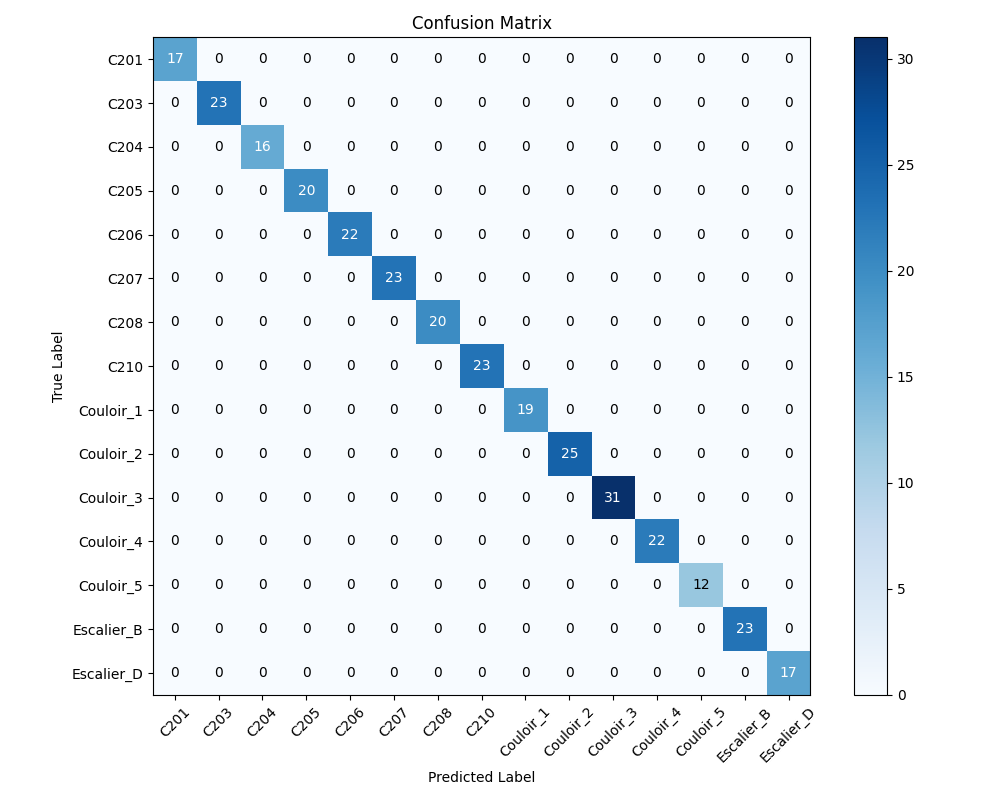 Confusion Matrix
C201 17 0 0 0 0 0 0 0 0 0 0 0 0 0 0
C203 0 23 0 0 0 0 0 0 0 0 0 0 0 0 0
C204 0 0 16 0 0 0 0 0 0 0 0 0 0 0 0
C205 0 0 0 20 0 0 0 0 0 0 0 0 0 0 0
C206 0 0 0 0 22 0 0 0 0 0 0 0 0 0 0
C207 0 0 0 0 0 23 0 0 0 0 0 0 0 0 0
C208 0 0 0 0 0 0 20 0 0 0 0 0 0 0 0
C210 0 0 0 0 0 0 0 23 0 0 0 0 0 0 0
Couloir_1 0 0 0 0 0 0 0 0 19 0 0 0 0 0 0
Couloir_2 0 0 0 0 0 0 0 0 0 25 0 0 0 0 0
Couloir_3 0 0 0 0 0 0 0 0 0 0 31 0 0 0 0
Couloir_4 0 0 0 0 0 0 0 0 0 0 0 22 0 0 0
Couloir_5 0 0 0 0 0 0 0 0 0 0 0 0 12 0 0
Escalier_B 0 0 0 0 0 0 0 0 0 0 0 0 0 23 0
Escalier_D 0 0 0 0 0 0 0 0 0 0 0 0 0 0 17
C201 C203 C204 C205 C206 C207 C208 C210 Couloir_1 Couloir_2 Couloir_3 Couloir_4 Couloir_5 Escalier_B Escalier_D
Predicted Label
True Label
30
25
20
15
10
5
0